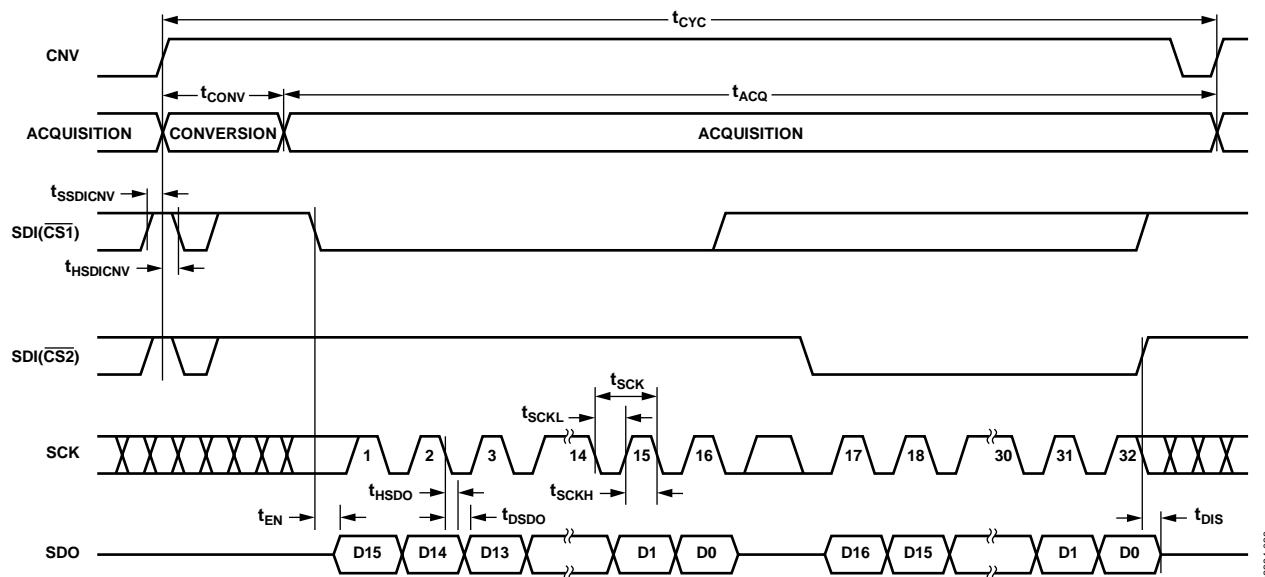 tCYC
CNV
tCONV
tACQ
ACQUISITION
CONVERSION
ACQUISITION
tSSDICNV
SDI(CS1)
tHSDICNV
SDI(CS2)
tSCK
tSCKL
SCK
1 2 3 14 15 16 17 18 30 31 32
tHSDO
tSCKH
tEN
tDSDO
tDIS
SDO
D15 D14 D13 D1 D0 D16 D15 D1 D0